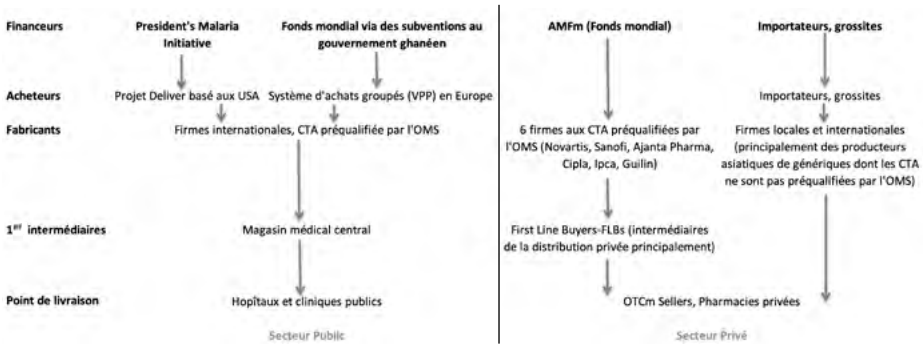 Financeurs
President's Malaria
Initiative
Fonds mondial via des subventions au
gouvernement ghanéen
AMFm (Fonds mondial)
Importateurs, grossites
Acheteurs
Projet Deliver basé aux USA
Système d'achats groupés (VPP) en Europe
Importateurs, grossites
Fabricants
Firmes internationales, CTA préqualifiée par l'OMS
6 firmes aux CTA préqualifiées par
l'OMS (Novartis, Sanofi, Ajanta Pharma,
Cipla, Ipca, Guilin)
Firmes locales et internationales
(principalement des producteurs
asiatiques de génériques dont les CTA
ne sont pas préqualifiées par l'OMS)
1er intermédiaires
Magasin médical central
First Line Buyers-FLBs (intermédiaires
de la distribution privée principalement)
Point de livraison
Hopîtaux et cliniques publics
OTCm Sellers, Pharmacies privées
Secteur Public
Secteur Privé